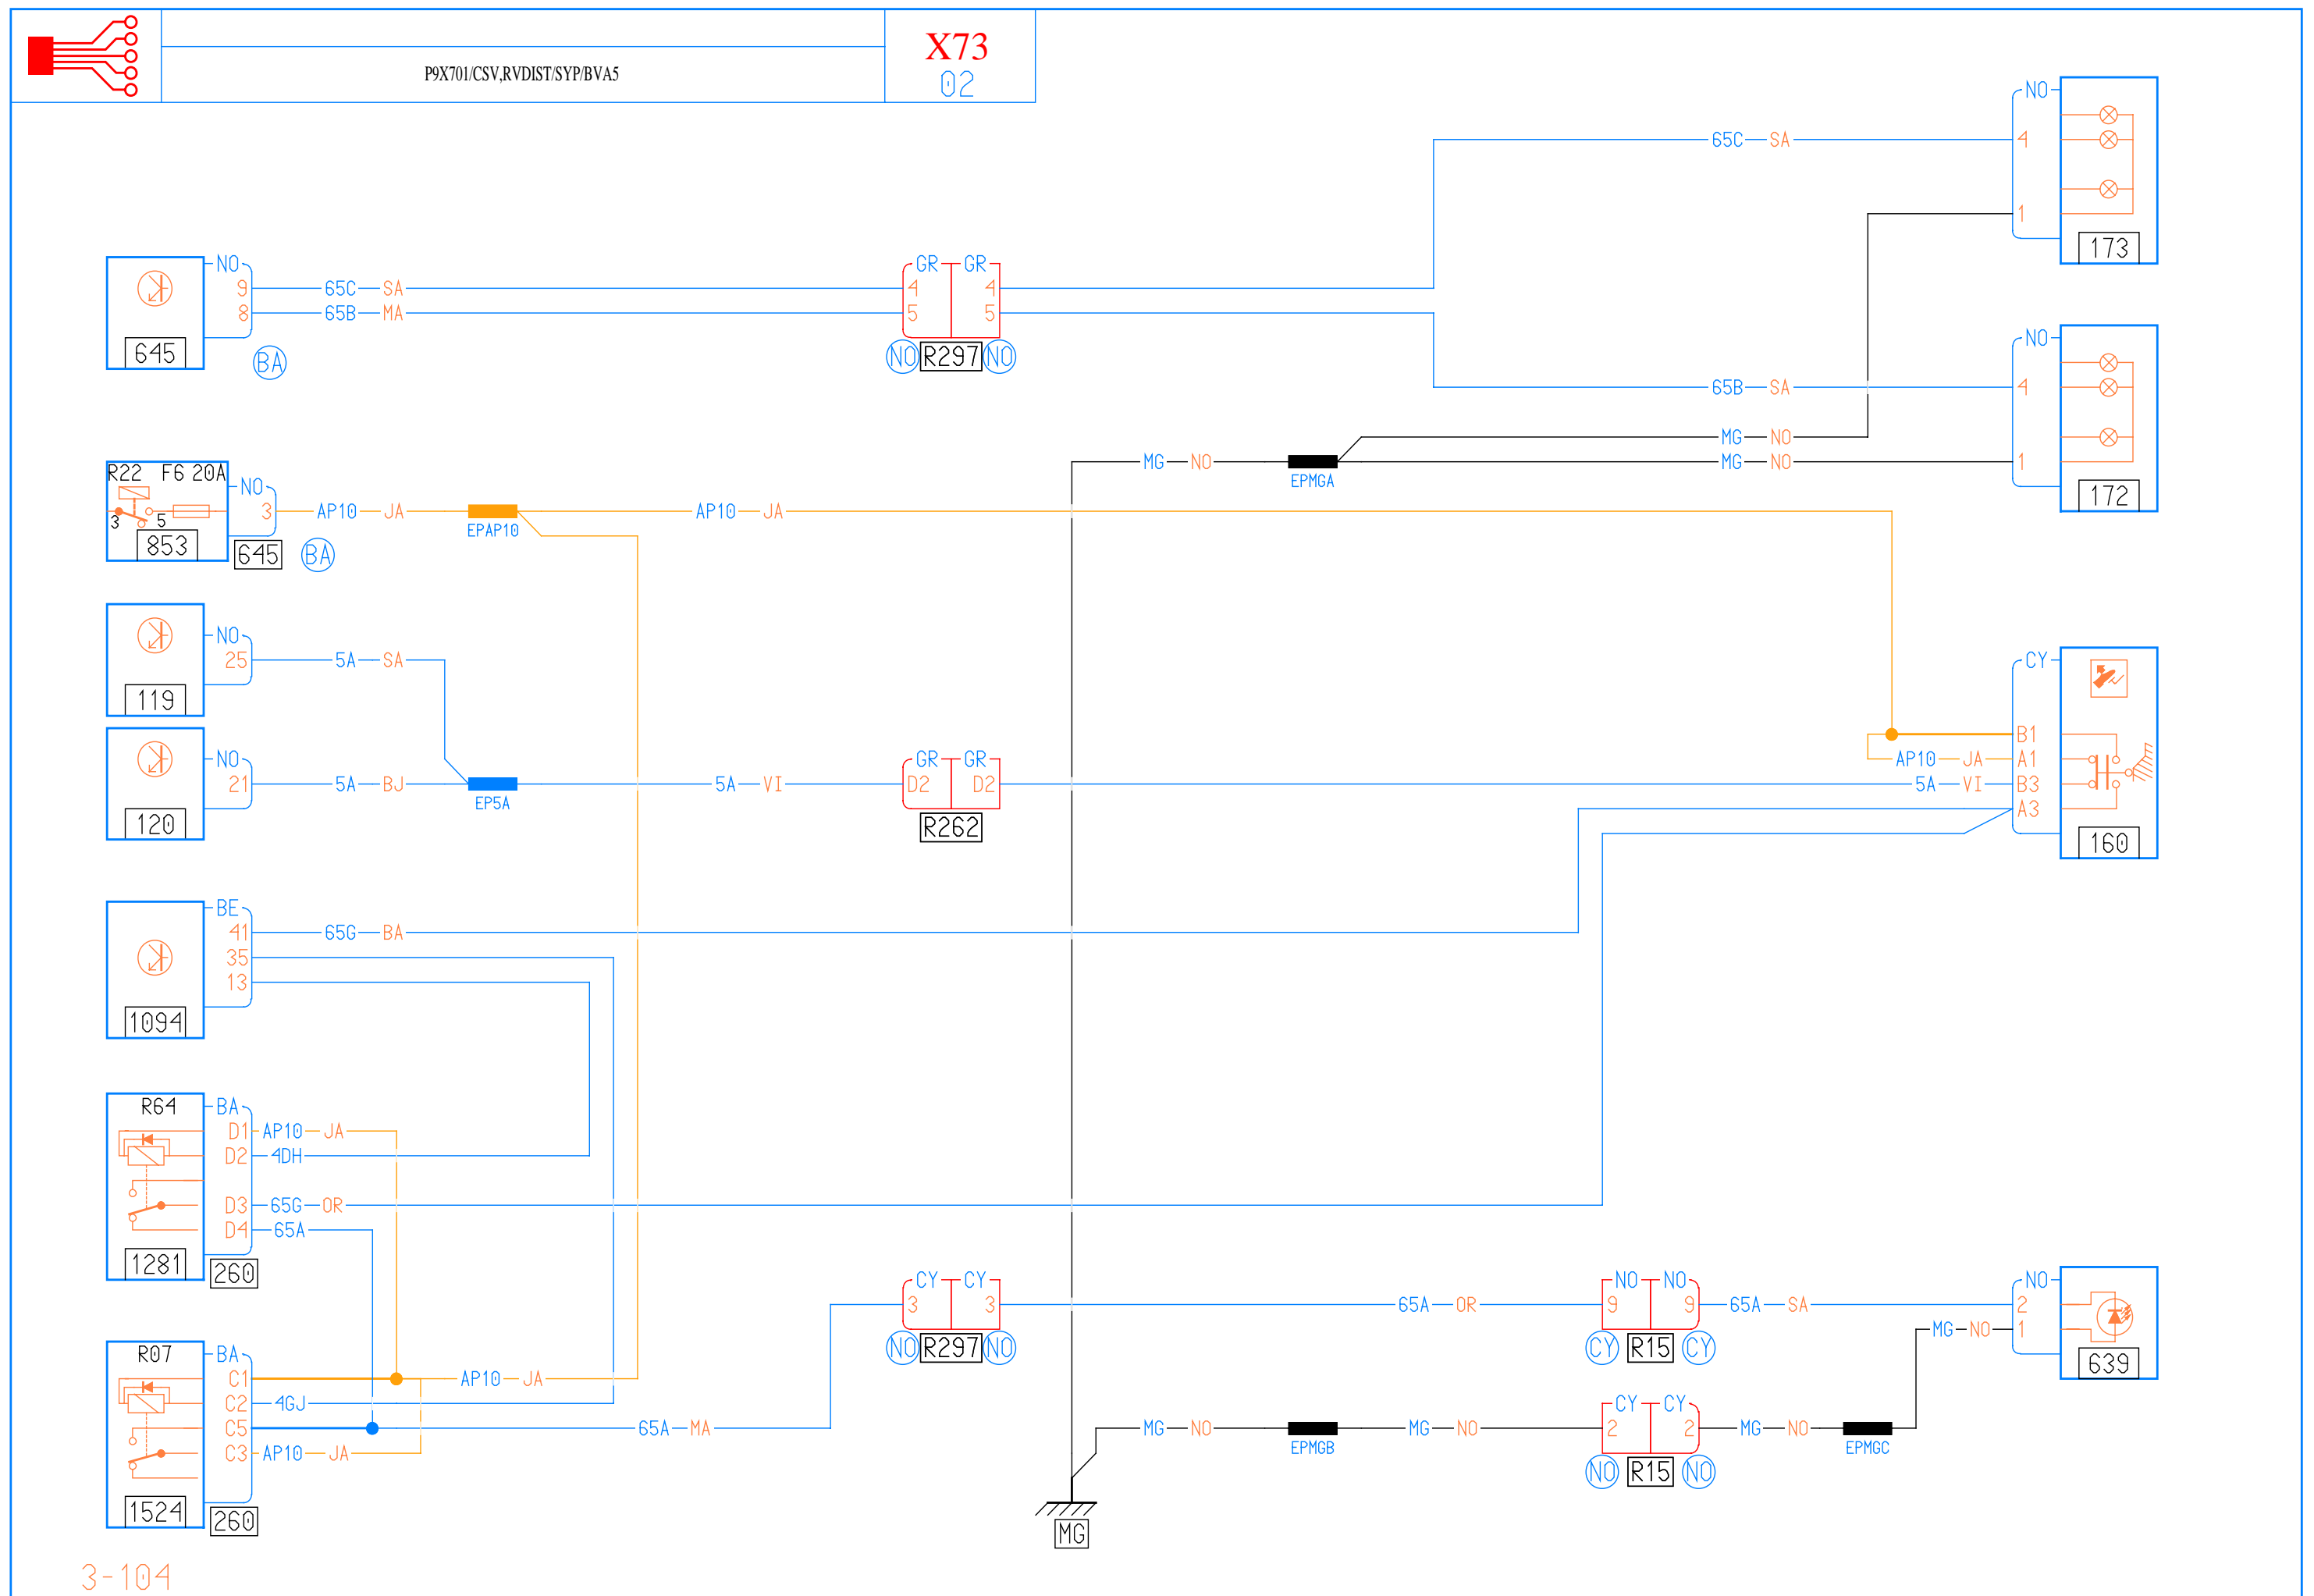 X73
P9X701/CSV,RVDIST/SYP/BVA5
02
NO
65C SA 4
1
173
NO GR GR
9 65C SA 4 4
8 65B MA 5 5
645 BA NO R297 NO
NO
65B SA 4
MG NO
MG NO EPMGA MG NO 1
172
R22 F6 20A NO
3 5 3 AP10 JA EPAP10 AP10 JA
853 645 BA
NO
25 5A SA
119
CY
B1
AP10 JA A1
5A VI B3
A3
160
NO GR GR
21 5A BJ EP5A 5A VI D2 D2
120 R262
BE
41 65G BA
35
13
1094
R64 BA
D1 AP10 JA
D2 4DH
D3 65G OR
D4 65A
1281 260
CY CY NO NO NO
3 3 65A OR 9 9 65A SA 2
MG NO 1
NO R297 NO CY R15 CY 639
R07 BA
C1 AP10 JA
C2 4GJ
C5 65A MA
C3 AP10 JA
1524 260
CY CY
MG NO EPMGB MG NO 2 2 MG NO EPMGC
NO R15 NO
MG
3-104